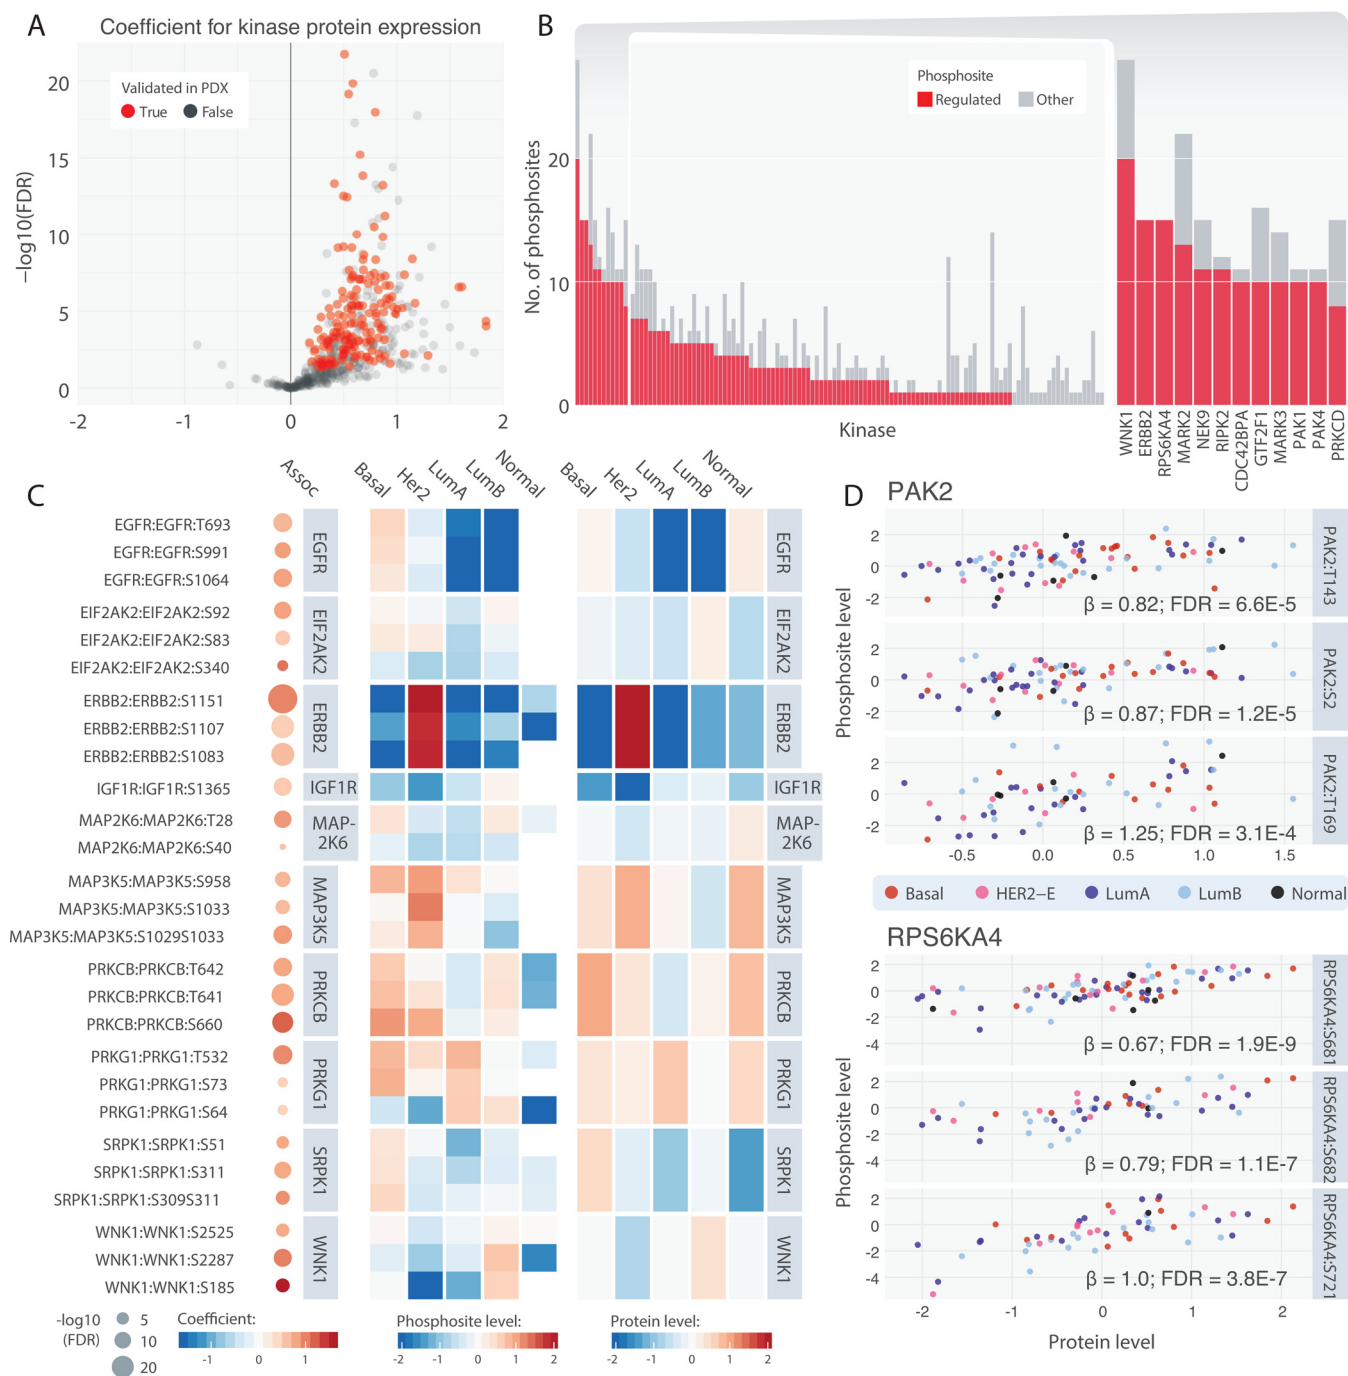 A
Coefficient for kinase protein expression
Validated in PDX
True
False
−log10(FDR)
20
15
10
5
0
-2
-1
0
1
2
B
Phosphosite
Regulated
Other
No. of phosphosites
20
10
0
Kinase
WNK1
ERBB2
RPS6KA4
MARK2
NEK9
RIPK2
CDC42BPA
GTF2F1
MARK3
PAK1
PAK4
PRKCD
C
Assoc
Basal
Her2
LumA
LumB
Normal
Basal
Her2
LumA
LumB
Normal
EGFR:EGFR:T693
EGFR:EGFR:S991
EGFR:EGFR:S1064
EGFR
EGFR
EIF2AK2:EIF2AK2:S92
EIF2AK2:EIF2AK2:S83
EIF2AK2:EIF2AK2:S340
EIF2AK2
EIF2AK2
ERBB2:ERBB2:S1151
ERBB2:ERBB2:S1107
ERBB2:ERBB2:S1083
ERBB2
ERBB2
IGF1R:IGF1R:S1365
IGF1R
IGF1R
MAP2K6:MAP2K6:T28
MAP2K6:MAP2K6:S40
MAP-
2K6
MAP-
2K6
MAP3K5:MAP3K5:S958
MAP3K5:MAP3K5:S1033
MAP3K5:MAP3K5:S1029S1033
MAP3K5
MAP3K5
PRKCB:PRKCB:T642
PRKCB:PRKCB:T641
PRKCB:PRKCB:S660
PRKCB
PRKCB
PRKG1:PRKG1:T532
PRKG1:PRKG1:S73
PRKG1:PRKG1:S64
PRKG1
PRKG1
SRPK1:SRPK1:S51
SRPK1:SRPK1:S311
SRPK1:SRPK1:S309S311
SRPK1
SRPK1
WNK1:WNK1:S2525
WNK1:WNK1:S2287
WNK1:WNK1:S185
WNK1
WNK1
-log10
(FDR)
5
10
20
Coefficient:
-1
0
1
Phosphosite level:
-2
-1
0
1
2
Protein level:
-2
-1
0
1
2
D
PAK2
Phosphosite level
2
0
-2
β = 0.82; FDR = 6.6E-5
PAK2:T143
2
0
-2
β = 0.87; FDR = 1.2E-5
PAK2:S2
2
0
-2
β = 1.25; FDR = 3.1E-4
PAK2:T169
-0.5
0.0
0.5
1.0
1.5
Basal
HER2−E
LumA
LumB
Normal
RPS6KA4
Phosphosite level
2
0
-2
-4
β = 0.67; FDR = 1.9E-9
RPS6KA4:S681
2
0
-2
-4
β = 0.79; FDR = 1.1E-7
RPS6KA4:S682
2
0
-2
-4
β = 1.0; FDR = 3.8E-7
RPS6KA4:S721
-2
-1
0
1
2
Protein level